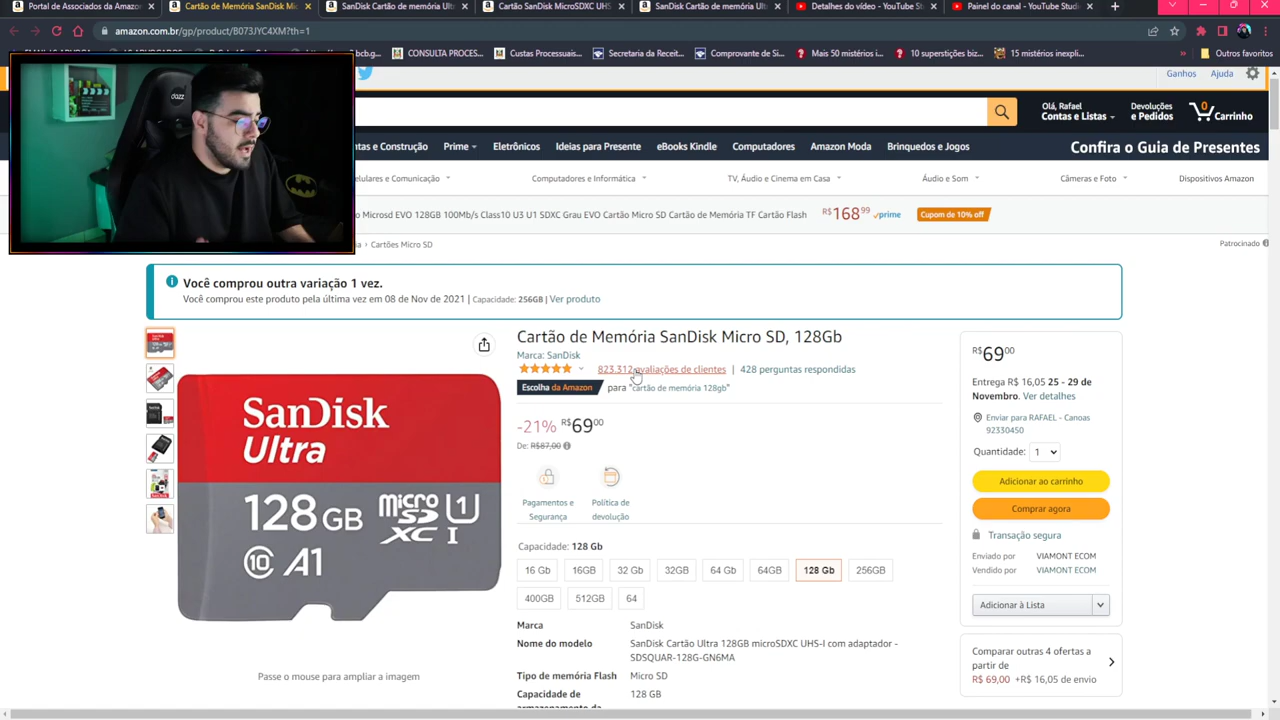 Portal de Associados da Amazo
Cartão de Memória SanDisk Mi
SanDisk Cartão de memória Ult
Cartão SanDisk MicroSDXC UHS
SanDisk Cartão de memória Ult
Detalhes do vídeo - YouTube St
Painel do canal - YouTube Studi
amazon.com.br/gp/product/B073JYC4XM?th=1
CONSULTA PROCES...
Custas Processuais...
Secretaria da Receit...
Comprovante de Si...
Mais 50 mistérios i...
10 superstições biz...
15 mistérios inexpli...
Outros favoritos
Ganhos
Ajuda
Olá, Rafael
Contas e Listas
Devoluções
e Pedidos
0
Carrinho
ntas e Construção
Prime
Eletrônicos
Ideias para Presente
eBooks Kindle
Computadores
Amazon Moda
Brinquedos e Jogos
Confira o Guia de Presentes
elulares e Comunicação
Computadores e Informática
TV, Áudio e Cinema em Casa
Áudio e Som
Câmeras e Foto
Dispositivos Amazon
o Microsd EVO 128GB 100Mb/s Class10 U3 U1 SDXC Grau EVO Cartão Micro SD Cartão de Memória TF Cartão Flash
R$168,99
prime
Cupom de 10% off
ia › Cartões Micro SD
Patrocinado
Você comprou outra variação 1 vez.
Você comprou este produto pela última vez em 08 de Nov de 2021 | Capacidade: 256GB | Ver produto
SanDisk
Ultra
128GB
micro
SD
XC I
U1
10
A1
Passe o mouse para ampliar a imagem
Cartão de Memória SanDisk Micro SD, 128Gb
Marca: SanDisk
823.312 avaliações de clientes | 428 perguntas respondidas
Escolha da Amazon para "cartão de memória 128gb"
-21% R$69,00
De: R$87,00
Pagamentos e
Segurança
Política de
devolução
Capacidade: 128 Gb
16 Gb
16GB
32 Gb
32GB
64 Gb
64GB
128 Gb
256GB
400GB
512GB
64
Marca SanDisk
Nome do modelo SanDisk Cartão Ultra 128GB microSDXC UHS-I com adaptador -
SDSQUAR-128G-GN6MA
Tipo de memória Flash Micro SD
Capacidade de 128 GB
armazenamento da
R$69,00
Entrega R$ 16,05 25 - 29 de
Novembro. Ver detalhes
Enviar para RAFAEL - Canoas
92330450
Quantidade: 1
Adicionar ao carrinho
Comprar agora
Transação segura
Enviado por VIAMONT ECOM
Vendido por VIAMONT ECOM
Adicionar à Lista
Comparar outras 4 ofertas a
partir de
R$ 69,00 +R$ 16,05 de envio